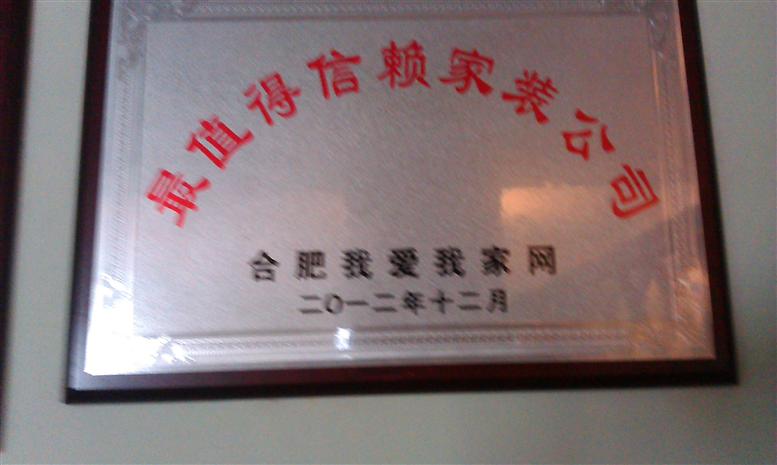 最值得信赖家装公司
合肥我爱我家网
二〇一二年十二月